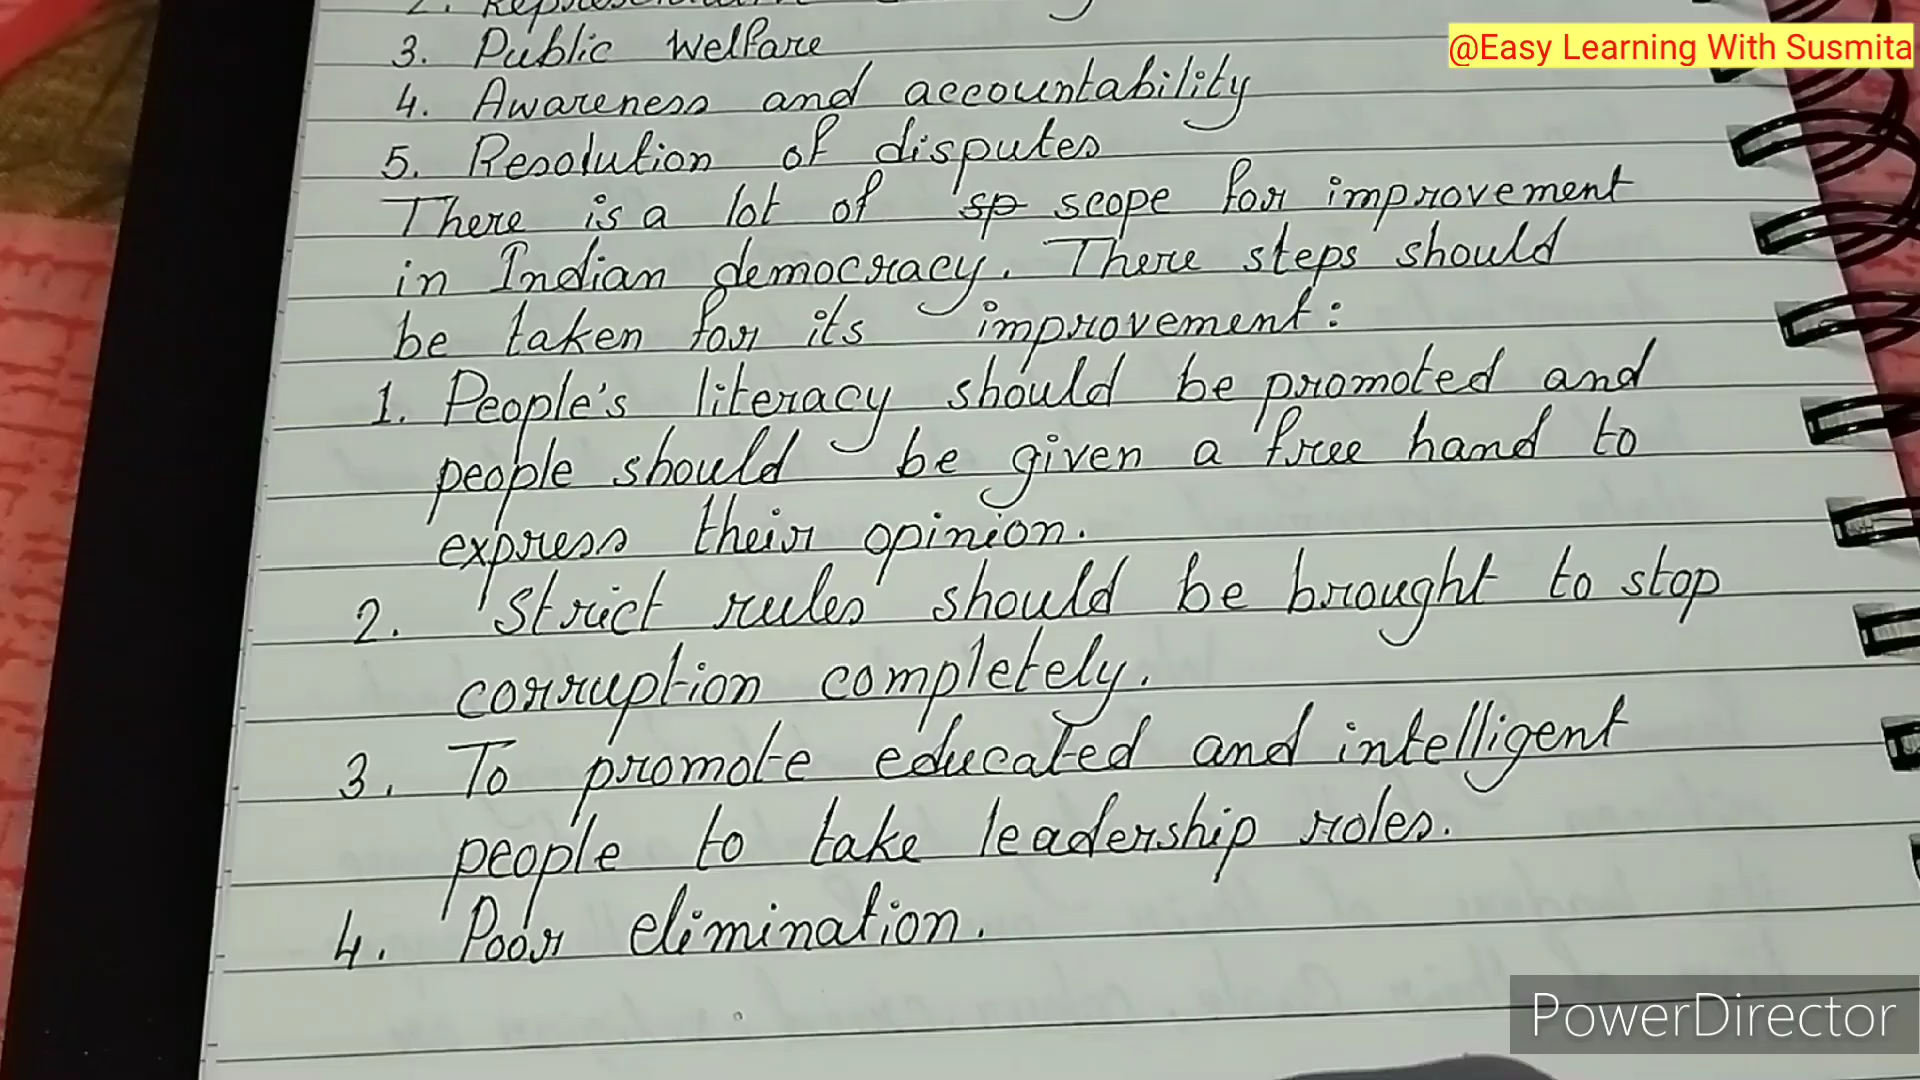 2.
3. Public Welfare
@Easy Learning With Susmita
4. Awareness and accountability
5. Resolution of disputes
There is a lot of sp scope for improvement
in Indian democracy. There steps should
be taken for its improvement:
1. People's literacy should be promoted and
people should be given a free hand to
express their opinion.
2. Strict rules should be brought to stop
corruption completely.
3. To promote educated and intelligent
people to take leadership roles.
4. Poor elimination.
PowerDirector